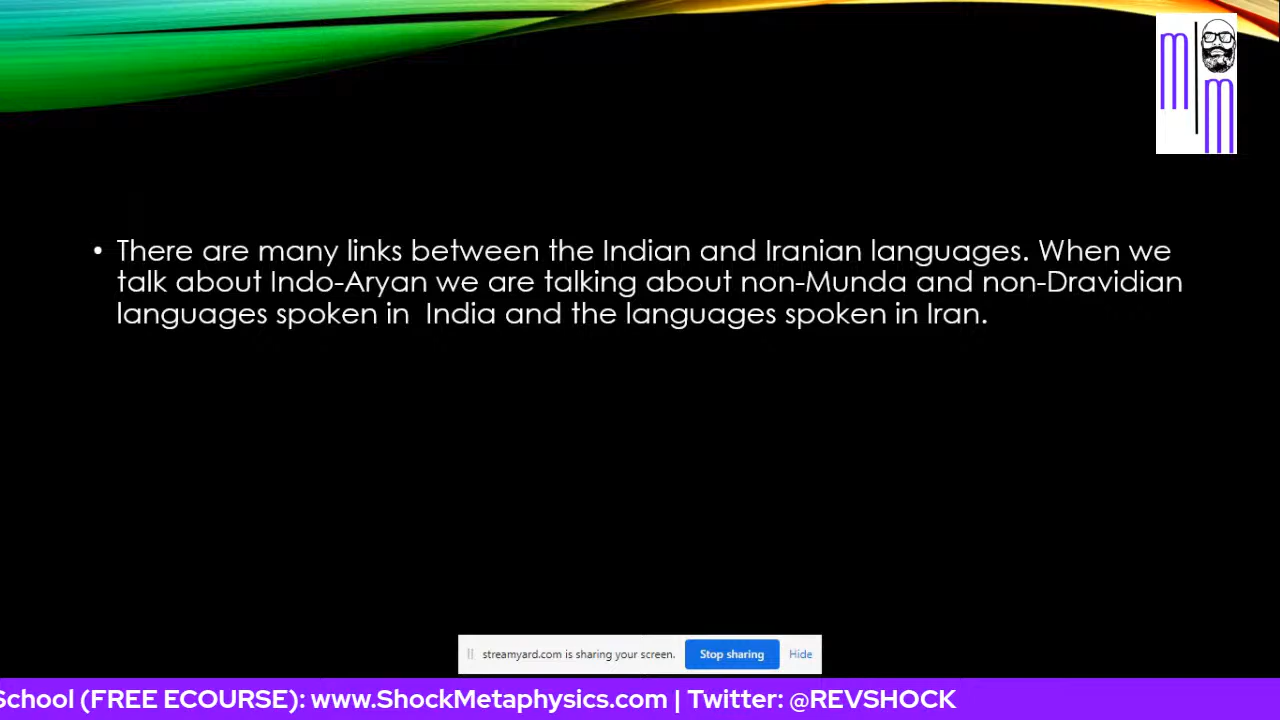 m
m
• There are many links between the Indian and Iranian languages. When we
talk about Indo-Aryan we are talking about non-Munda and non-Dravidian
languages spoken in  India and the languages spoken in Iran.
streamyard.com is sharing your screen. Stop sharing Hide
School (FREE ECOURSE): www.ShockMetaphysics.com | Twitter: @REVSHOCK